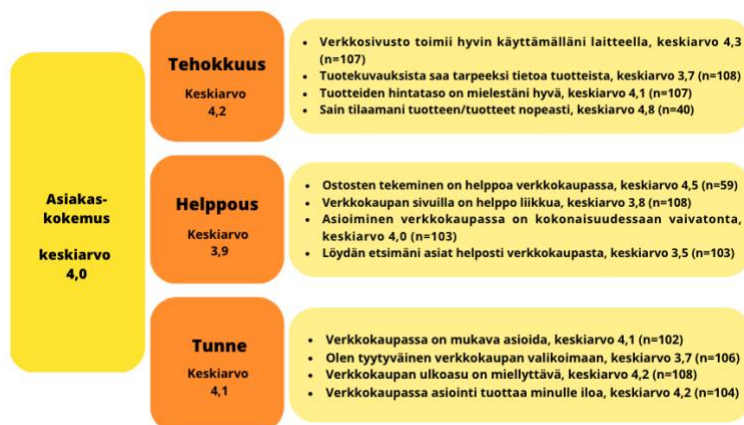 Asiakas-
kokemus
keskiarvo
4,0
Tehokkuus
Keskiarvo
4,2
• Verkkosivusto toimii hyvin käyttämälläni laitteella, keskiarvo 4,3
(n=107)
• Tuotekuvauksista saa tarpeeksi tietoa tuotteista, keskiarvo 3,7 (n=108)
• Tuotteiden hintataso on mielestäni hyvä, keskiarvo 4,1 (n=107)
• Sain tilaamani tuotteen/tuotteet nopeasti, keskiarvo 4,8 (n=40)
Helppous
Keskiarvo
3,9
• Ostosten tekeminen on helppoa verkkokaupassa, keskiarvo 4,5 (n=59)
• Verkkokaupan sivuilla on helppo liikkua, keskiarvo 3,8 (n=108)
• Asioiminen verkkokaupassa on kokonaisuudessaan vaivatonta,
keskiarvo 4,0 (n=103)
• Löydän etsimäni asiat helposti verkkokaupasta, keskiarvo 3,5 (n=103)
Tunne
Keskiarvo
4,1
• Verkkokaupassa on mukava asioida, keskiarvo 4,1 (n=102)
• Olen tyytyväinen verkkokaupan valikoimaan, keskiarvo 3,7 (n=106)
• Verkkokaupan ulkoasu on miellyttävä, keskiarvo 4,2 (n=108)
• Verkkokaupassa asiointi tuottaa minulle iloa, keskiarvo 4,2 (n=104)